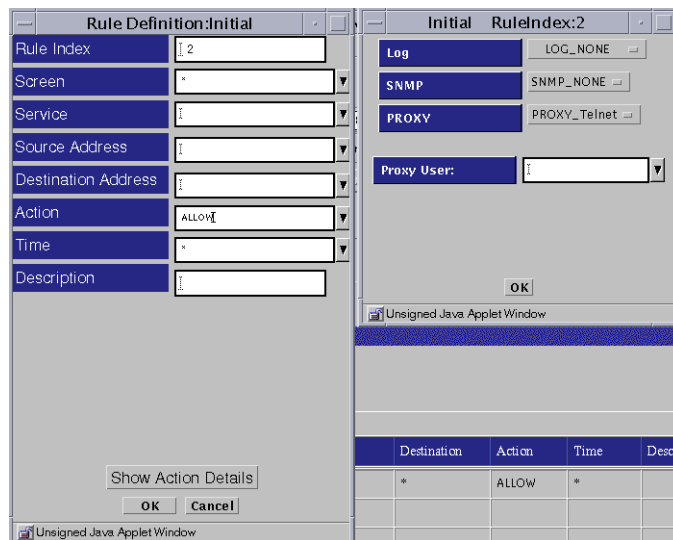 Rule Definition:Initial
Rule Index 2
Screen *
Service
Source Address
Destination Address
Action ALLOW
Time *
Description
Show Action Details
OK Cancel
Unsigned Java Applet Window
Initial RuleIndex:2
Log LOG_NONE
SNMP SNMP_NONE
PROXY PROXY_Telnet
Proxy User:
OK
Unsigned Java Applet Window
Destination Action Time Desc
* ALLOW *